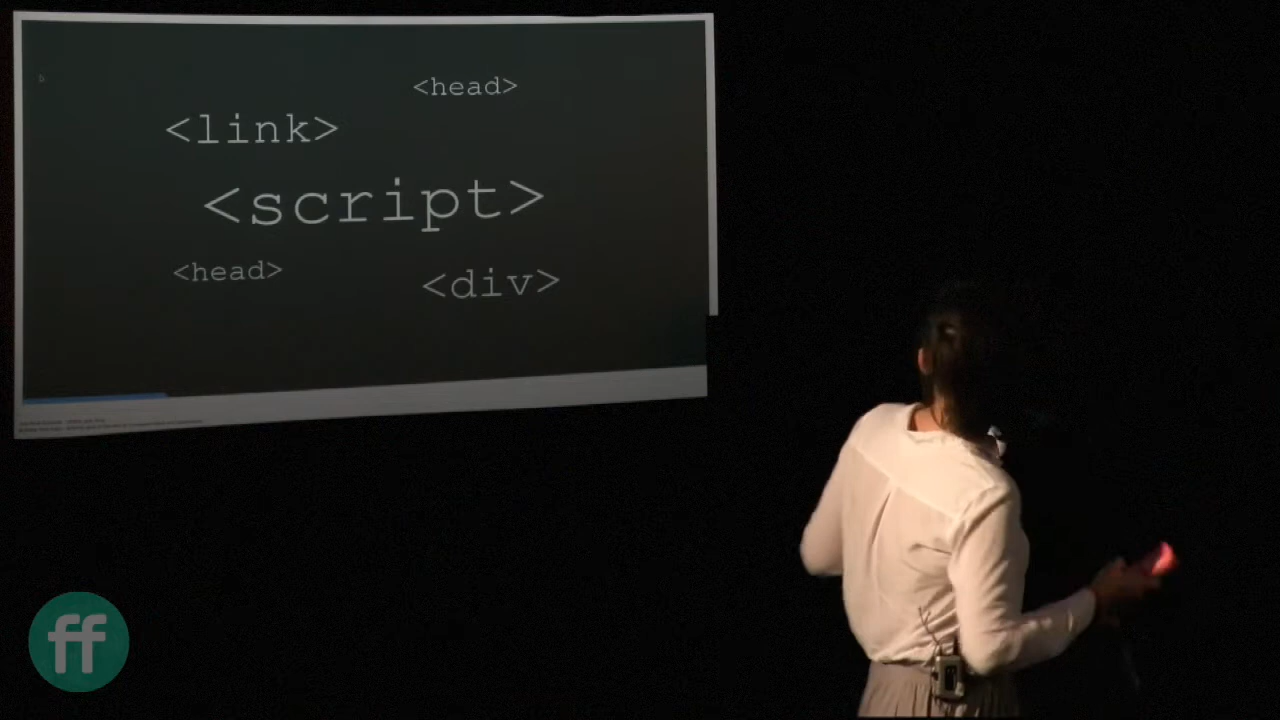 <head>
<link>
<script>
<head>
<div>
ff